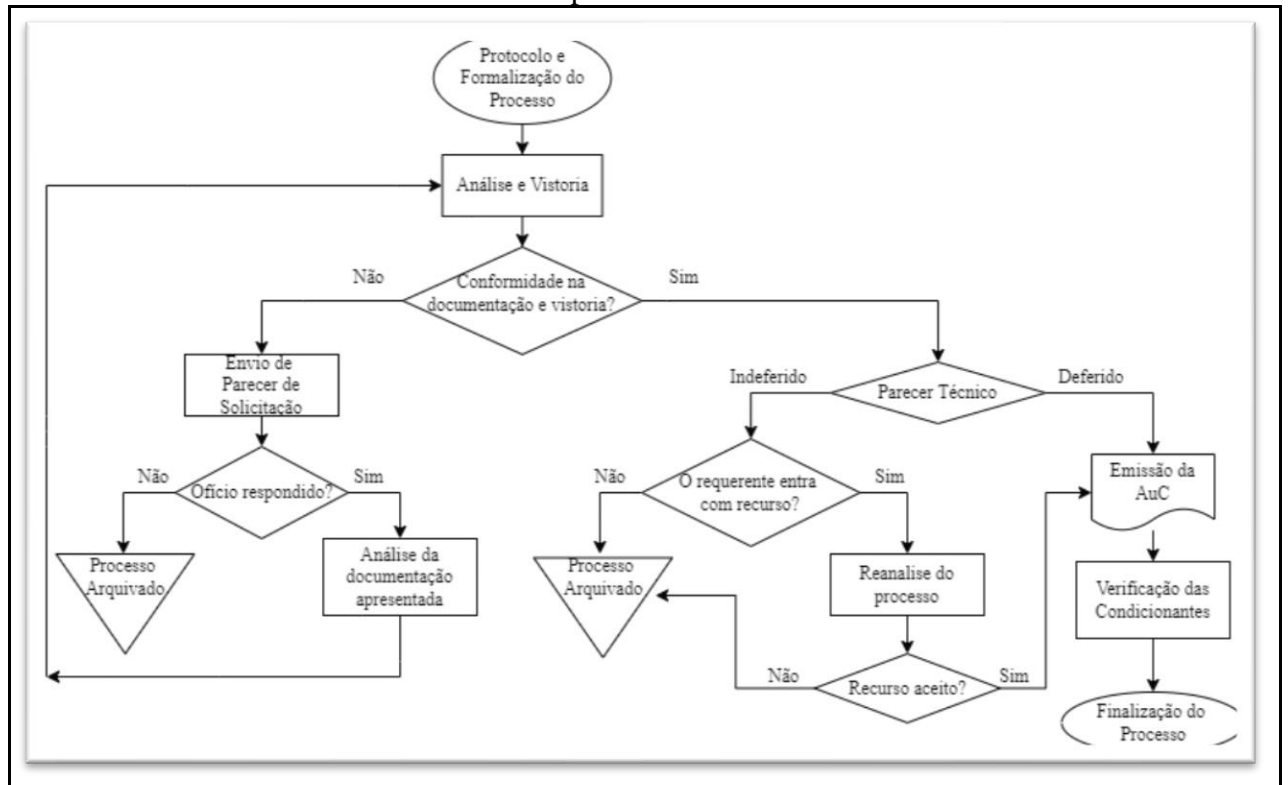 Protocolo e
Formalização do
Processo
Análise e Vistoria
Não
Conformidade na
documentação e vistoria?
Sim
Envio de
Parecer de
Solicitação
Indeferido
Parecer Técnico
Deferido
Não
Ofício respondido?
Sim
Não
O requerente entra
com recurso?
Sim
Emissão da
AuC
Processo
Arquivado
Análise da
documentação
apresentada
Processo
Arquivado
Reanalise do
processo
Verificação das
Condicionantes
Não
Recurso aceito?
Sim
Finalização do
Processo